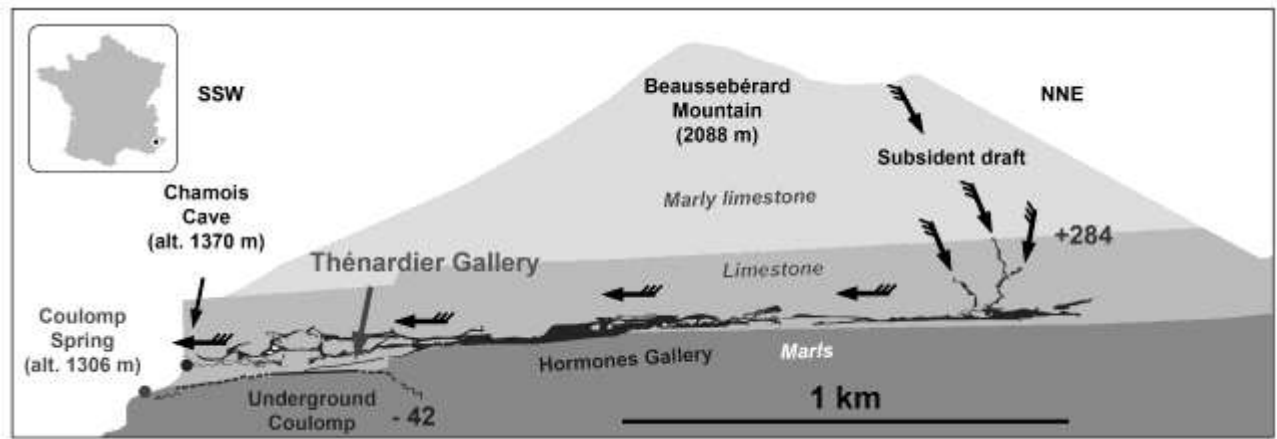 SSW
Beaussebérard
Mountain
(2088 m)
NNE
Subsident draft
Chamois
Cave
(alt. 1370 m)
Marly limestone
+284
Thénardier Gallery
Limestone
Coulomp
Spring
(alt. 1306 m)
Hormones Gallery
Marls
Underground
Coulomp
- 42
1 km